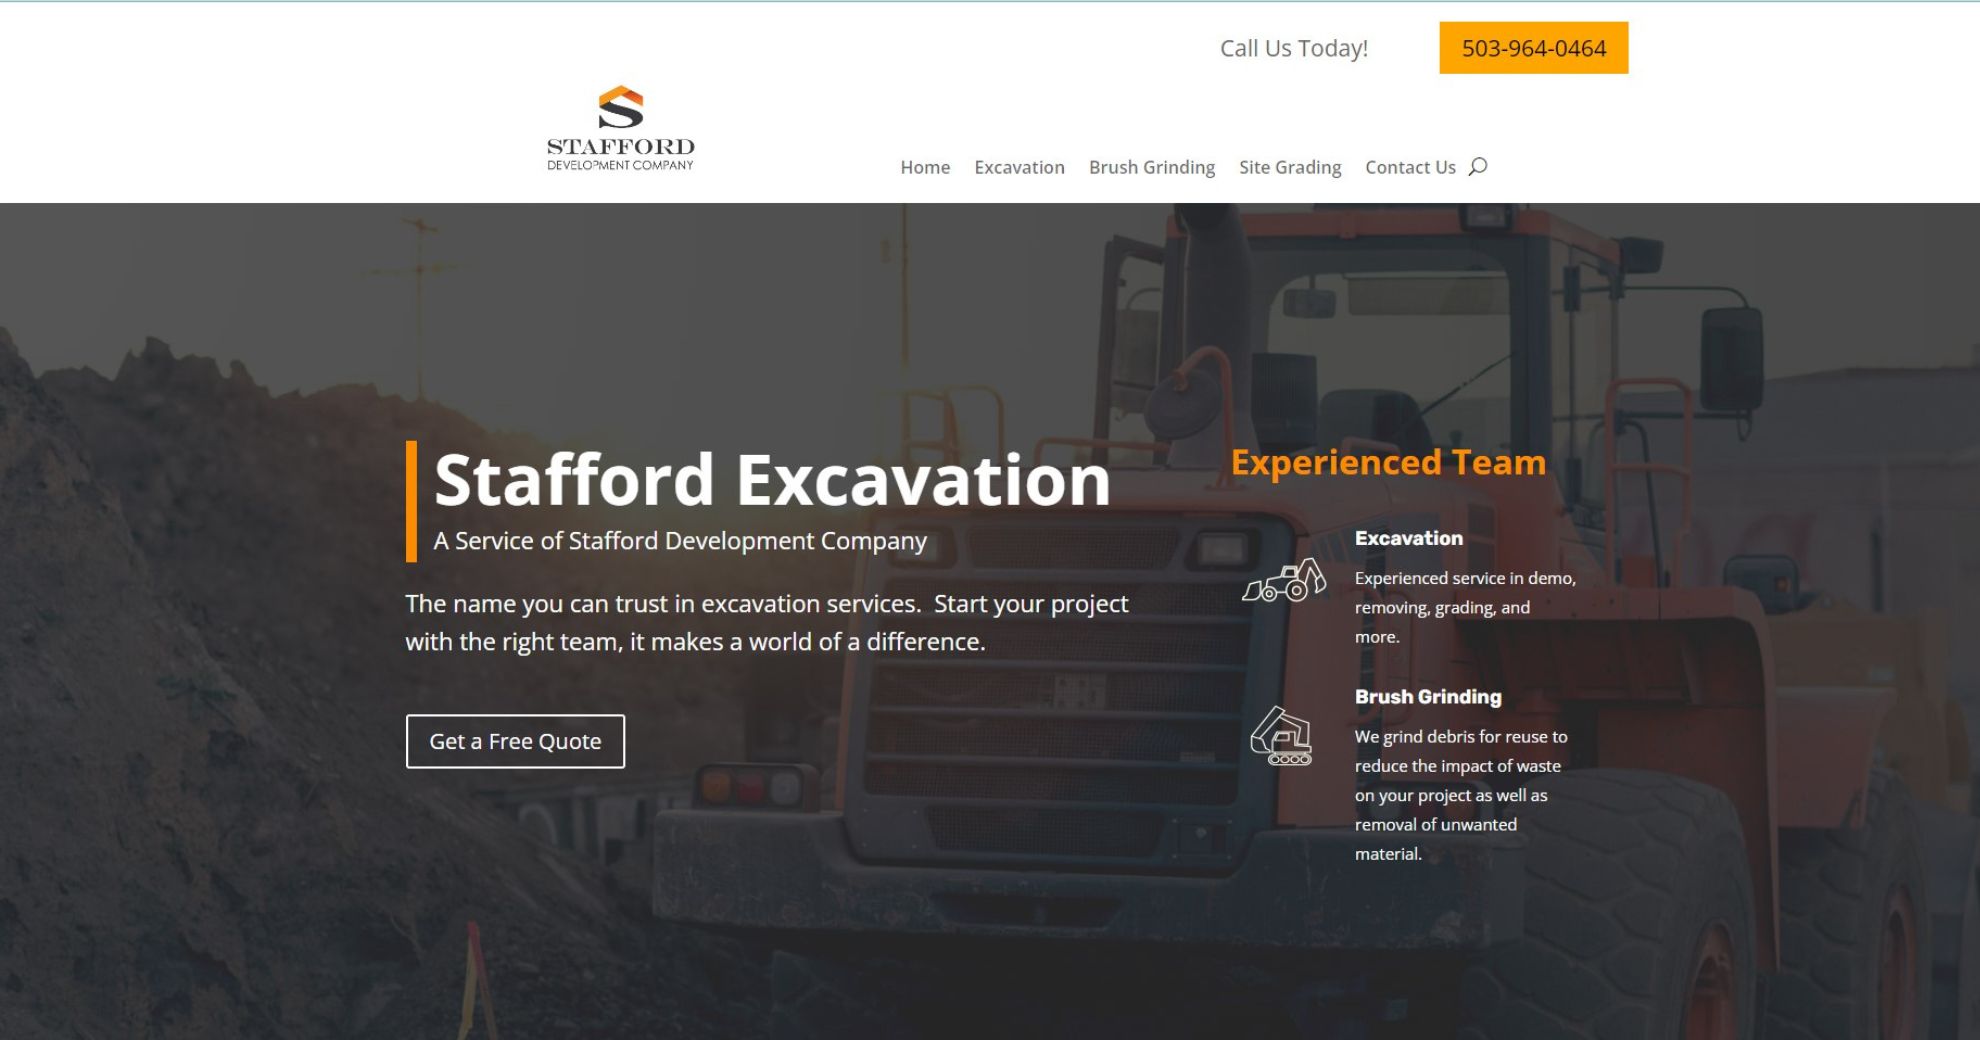 Call Us Today!
503-964-0464
S
STAFFORD
DEVELOPMENT COMPANY
Home Excavation Brush Grinding Site Grading Contact Us
Stafford Excavation
A Service of Stafford Development Company
The name you can trust in excavation services. Start your project
with the right team, it makes a world of a difference.
Get a Free Quote
Experienced Team
Excavation
Experienced service in demo,
removing, grading, and
more.
Brush Grinding
We grind debris for reuse to
reduce the impact of waste
on your project as well as
removal of unwanted
material.